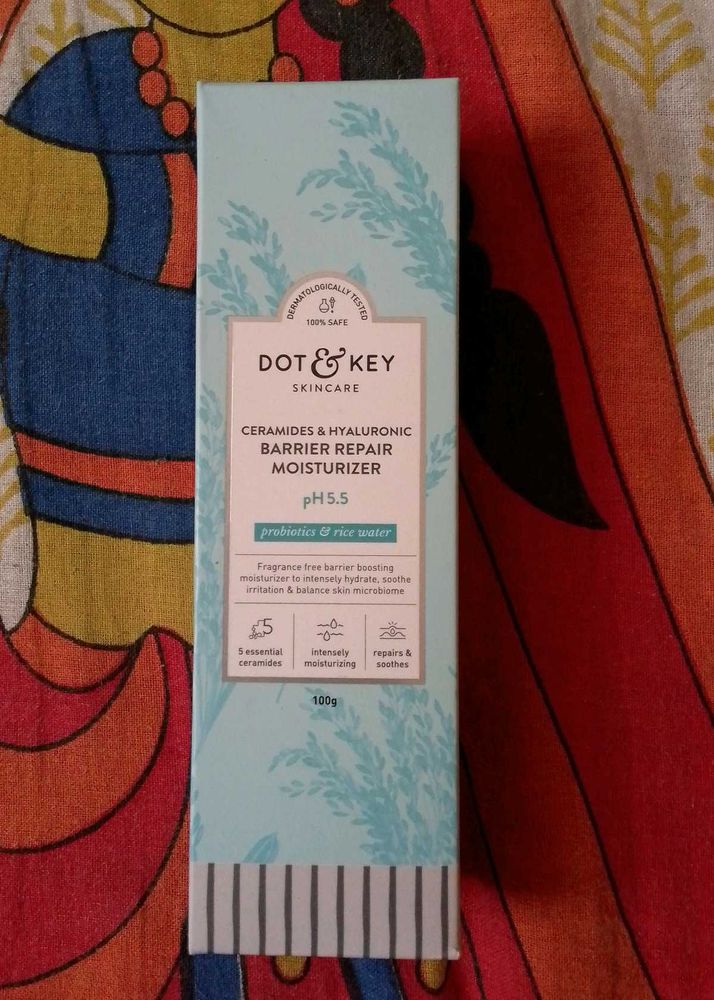 DERMATOLOGICALLY TESTED
100% SAFE
DOT & KEY
SKINCARE
CERAMIDES & HYALURONIC
BARRIER REPAIR
MOISTURIZER
pH 5.5
probiotics & rice water
Fragrance free barrier boosting
moisturizer to intensely hydrate, soothe
irritation & balance skin microbiome
5
5 essential
ceramides
intensely
moisturizing
repairs &
soothes
100g